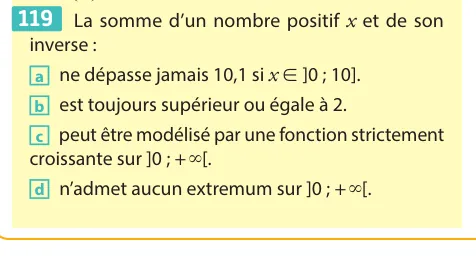 119 La somme d'un nombre positif x et de son
inverse :
a ne dépasse jamais 10,1 si x ∈ ]0 ; 10].
b est toujours supérieur ou égale à 2.
c peut être modélisé par une fonction strictement
croissante sur ]0 ; +∞[.
d n'admet aucun extremum sur ]0 ; +∞[.